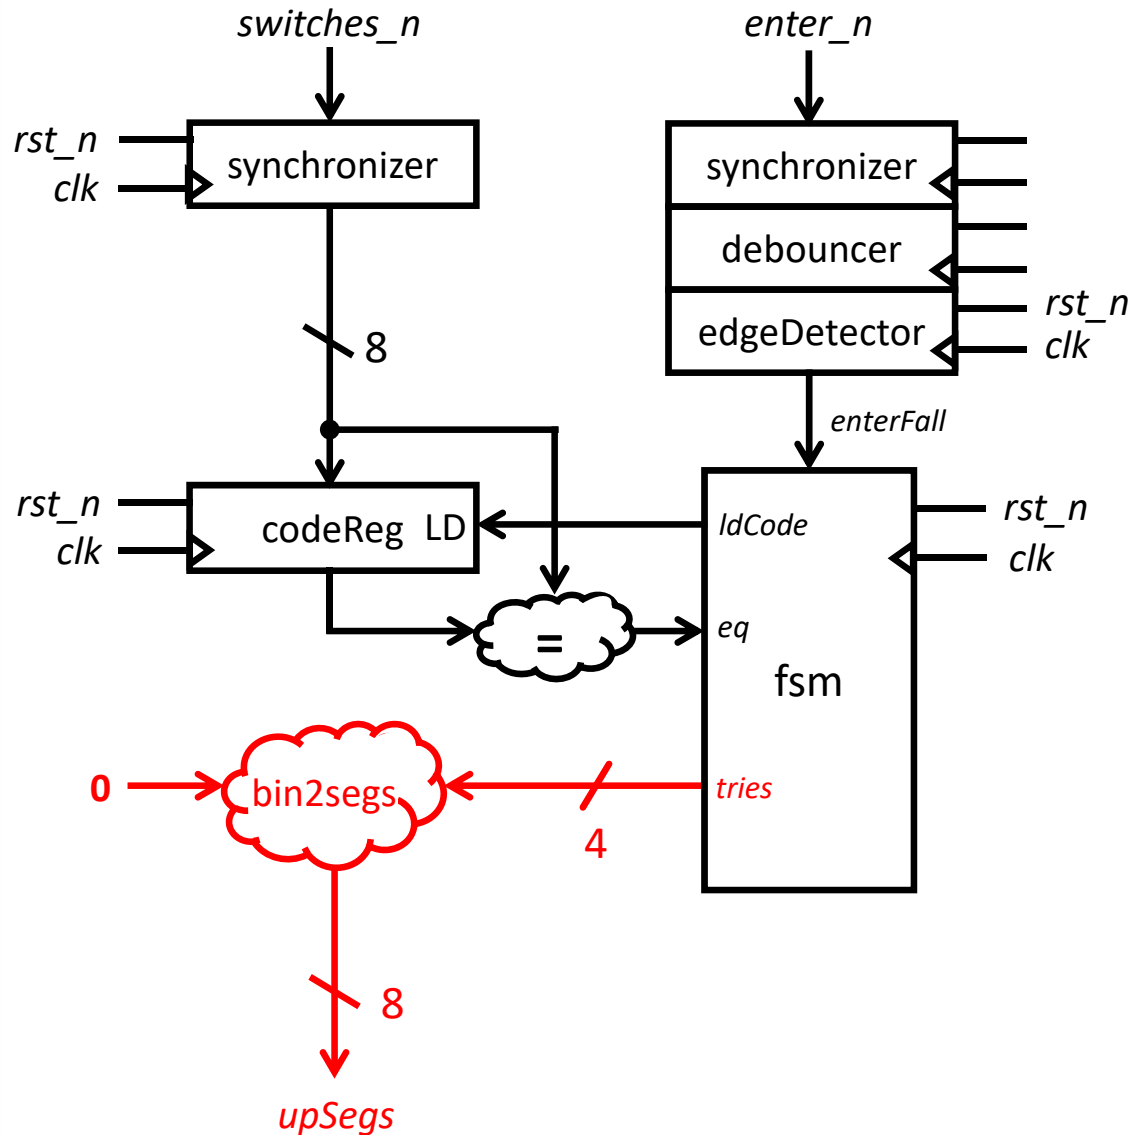 switches_n
enter_n
rst_n
clk
synchronizer
synchronizer
debouncer
edgeDetector
rst_n
clk
8
enterFall
rst_n
clk
codeReg LD
ldCode
rst_n
clk
=
eq
fsm
0
bin2segs
tries
4
8
upSegs